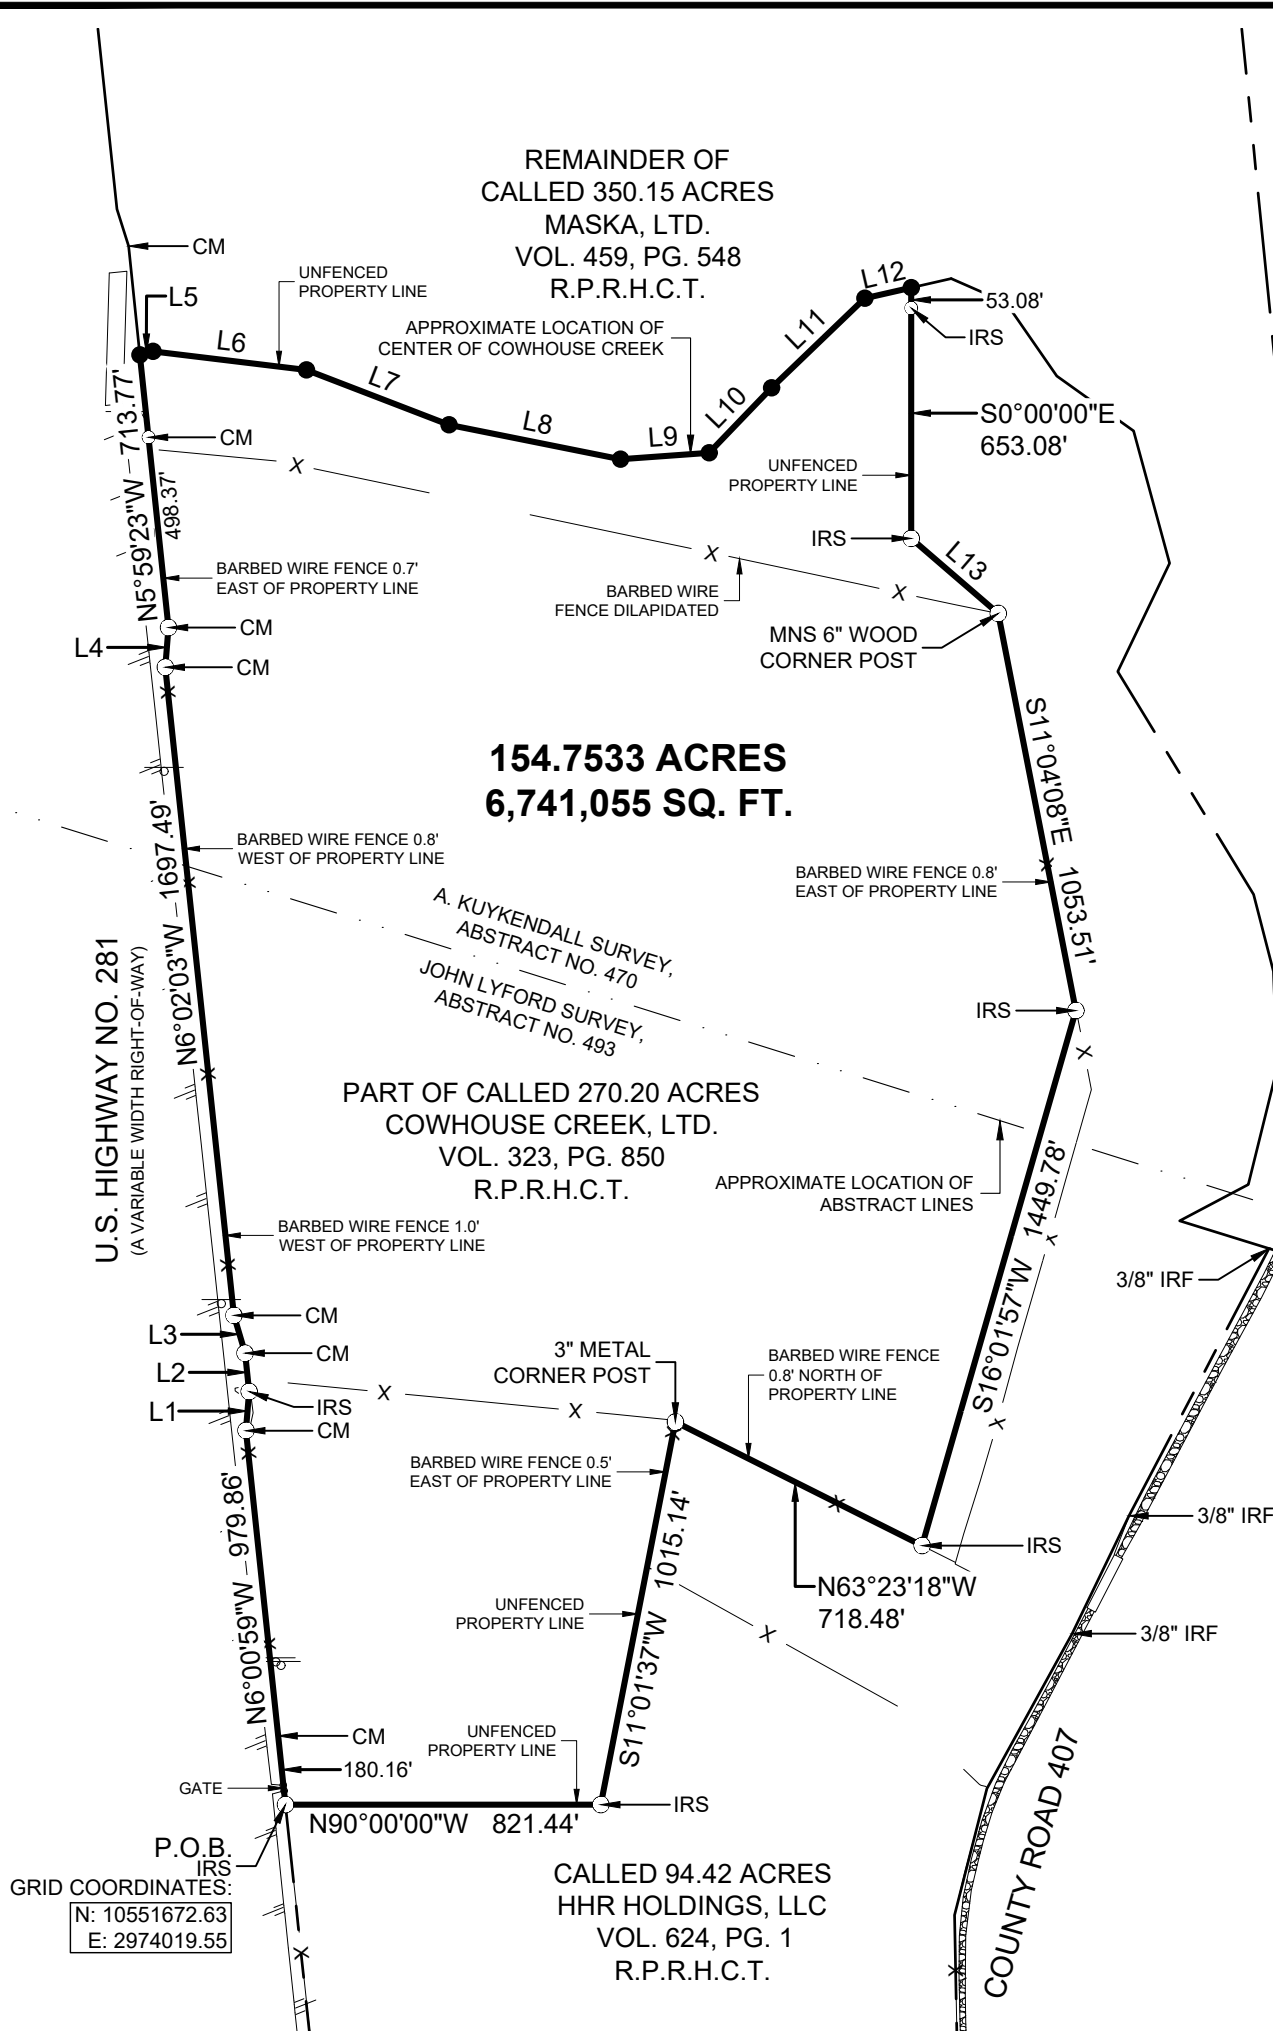 REMAINDER OF
CALLED 350.15 ACRES
MASKA, LTD.
VOL. 459, PG. 548
R.P.R.H.C.T.
CM
UNFENCED
PROPERTY LINE
L5
L6
APPROXIMATE LOCATION OF
CENTER OF COWHOUSE CREEK
L7
L8
L9
L10
L11
L12
53.08'
IRS
S0°00'00"E
653.08'
UNFENCED
PROPERTY LINE
IRS
L13
N5°59'23"W 713.77'
498.37'
CM
X
X
X
BARBED WIRE FENCE 0.7'
EAST OF PROPERTY LINE
BARBED WIRE
FENCE DILAPIDATED
CM
L4
CM
MNS 6" WOOD
CORNER POST
154.7533 ACRES
6,741,055 SQ. FT.
S11°04'08"E 1053.51'
BARBED WIRE FENCE 0.8'
WEST OF PROPERTY LINE
BARBED WIRE FENCE 0.8'
EAST OF PROPERTY LINE
N6°02'03"W 1697.49'
A. KUYKENDALL SURVEY,
ABSTRACT NO. 470
JOHN LYFORD SURVEY,
ABSTRACT NO. 493
IRS
X
U.S. HIGHWAY NO. 281
(A VARIABLE WIDTH RIGHT-OF-WAY)
PART OF CALLED 270.20 ACRES
COWHOUSE CREEK, LTD.
VOL. 323, PG. 850
R.P.R.H.C.T.
APPROXIMATE LOCATION OF
ABSTRACT LINES
S16°01'57"W 1449.78'
X
X
BARBED WIRE FENCE 1.0'
WEST OF PROPERTY LINE
3/8" IRF
CM
L3
CM
L2
IRS
L1
CM
X
X
3" METAL
CORNER POST
BARBED WIRE FENCE
0.8' NORTH OF
PROPERTY LINE
BARBED WIRE FENCE 0.5'
EAST OF PROPERTY LINE
3/8" IRF
IRS
N63°23'18"W
718.48'
N6°00'59"W 979.86'
S11°01'37"W 1015.14'
UNFENCED
PROPERTY LINE
X
3/8" IRF
CM
180.16'
GATE
UNFENCED
PROPERTY LINE
IRS
N90°00'00"W 821.44'
P.O.B.
IRS
GRID COORDINATES:
N: 10551672.63
E: 2974019.55
CALLED 94.42 ACRES
HHR HOLDINGS, LLC
VOL. 624, PG. 1
R.P.R.H.C.T.
COUNTY ROAD 407